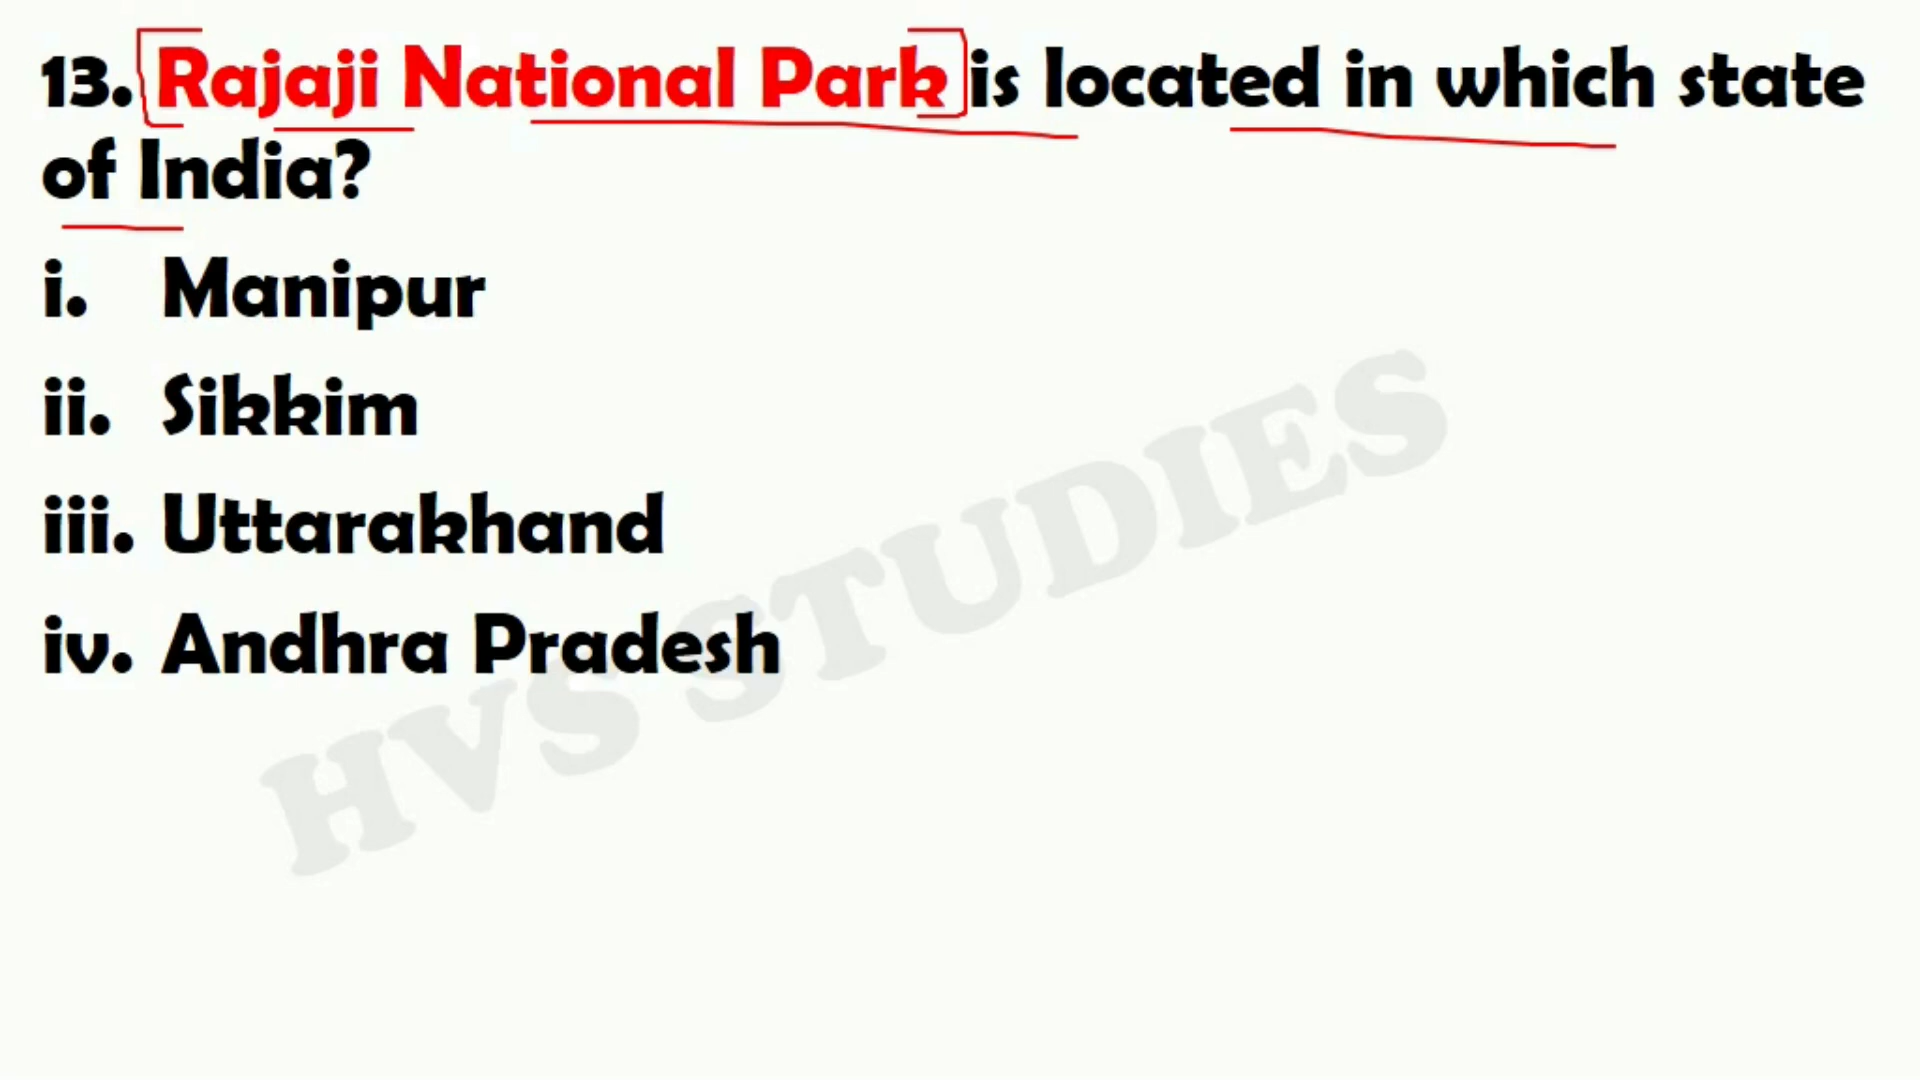 13. Rajaji National Park is located in which state
of India?
i. Manipur
ii. Sikkim
iii. Uttarakhand
iv. Andhra Pradesh
HVS STUDIES